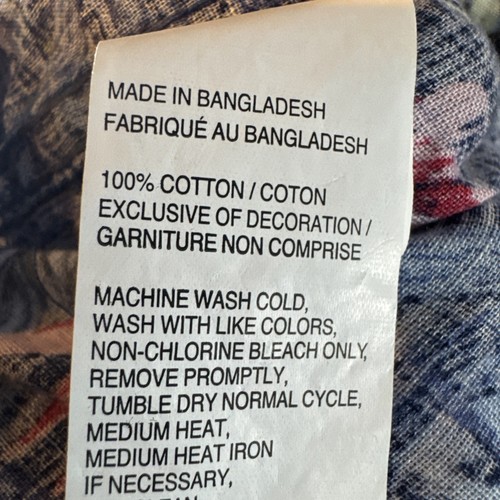 MADE IN BANGLADESH
FABRIQUÉ AU BANGLADESH
100% COTTON / COTON
EXCLUSIVE OF DECORATION /
GARNITURE NON COMPRISE
MACHINE WASH COLD,
WASH WITH LIKE COLORS,
NON-CHLORINE BLEACH ONLY,
REMOVE PROMPTLY,
TUMBLE DRY NORMAL CYCLE,
MEDIUM HEAT,
MEDIUM HEAT IRON
IF NECESSARY,